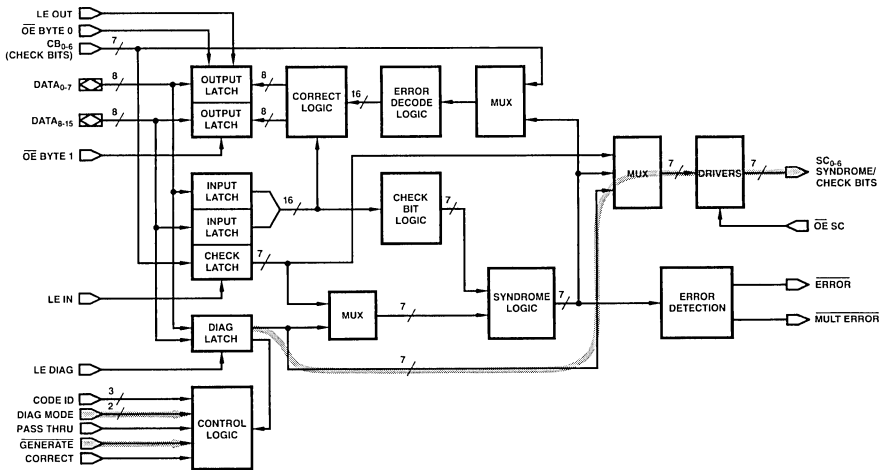 LE OUT
OE BYTE 0
CB0-6
(CHECK BITS)
7
DATA0-7
8
DATA8-15
8
OE BYTE 1
OUTPUT
LATCH
OUTPUT
LATCH
8
8
CORRECT
LOGIC
16
ERROR
DECODE
LOGIC
MUX
INPUT
LATCH
INPUT
LATCH
CHECK
LATCH
16
7
CHECK
BIT
LOGIC
7
MUX
7
DRIVERS
7
SC0-6
SYNDROME/
CHECK BITS
OE SC
LE IN
MUX
7
SYNDROME
LOGIC
7
ERROR
DETECTION
ERROR
MULT ERROR
DIAG
LATCH
7
LE DIAG
CODE ID
3
DIAG MODE
2
PASS THRU
GENERATE
CORRECT
CONTROL
LOGIC